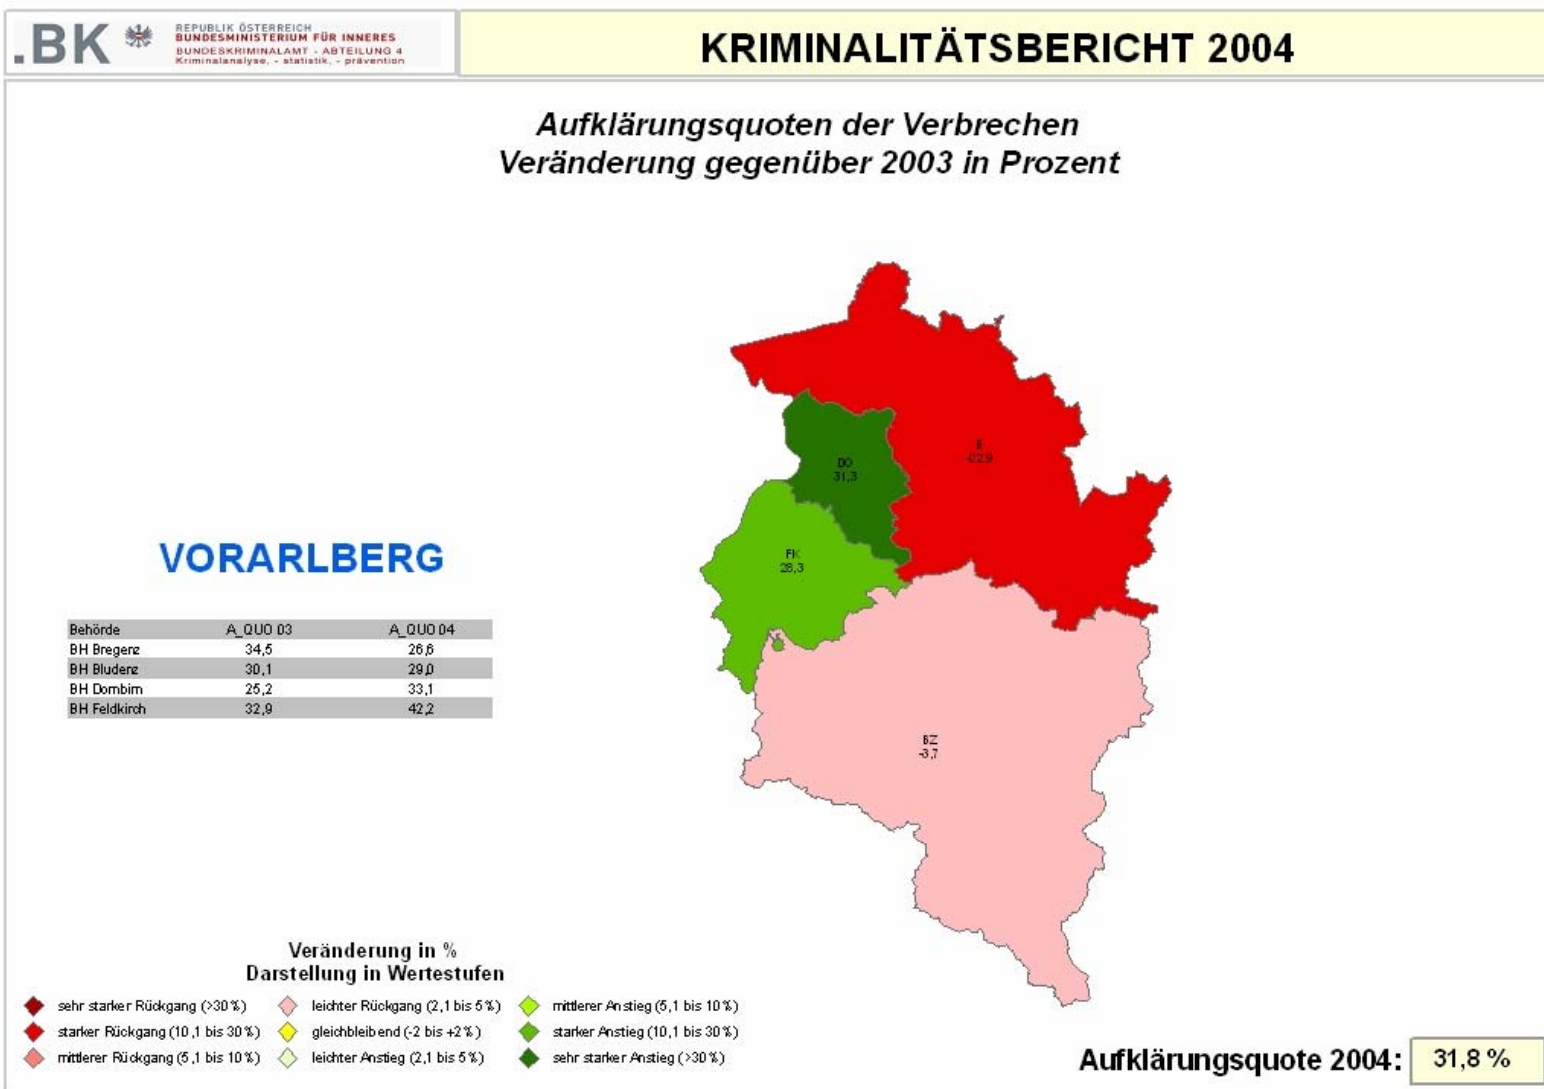 .BK
REPUBLIK ÖSTERREICH
BUNDESMINISTERIUM FÜR INNERES
BUNDESKRIMINALAMT - ABTEILUNG 4
Kriminalanalyse, - statistik, - prävention
KRIMINALITÄTSBERICHT 2004
Aufklärungsquoten der Verbrechen
Veränderung gegenüber 2003 in Prozent
B
-22,9
DO
31,3
FK
28,3
BZ
-3,7
VORARLBERG
Behörde A_QUO 03 A_QUO 04
BH Bregenz 34,5 26,6
BH Bludenz 30,1 29,0
BH Dornbirn 25,2 33,1
BH Feldkirch 32,9 42,2
Veränderung in %
Darstellung in Wertestufen
sehr starker Rückgang (>30%) leichter Rückgang (2,1 bis 5%) mittlerer Anstieg (5,1 bis 10%)
starker Rückgang (10,1 bis 30%) gleichbleibend (-2 bis +2%) starker Anstieg (10,1 bis 30%)
mittlerer Rückgang (5,1 bis 10%) leichter Anstieg (2,1 bis 5%) sehr starker Anstieg (>30%)
Aufklärungsquote 2004: 31,8 %